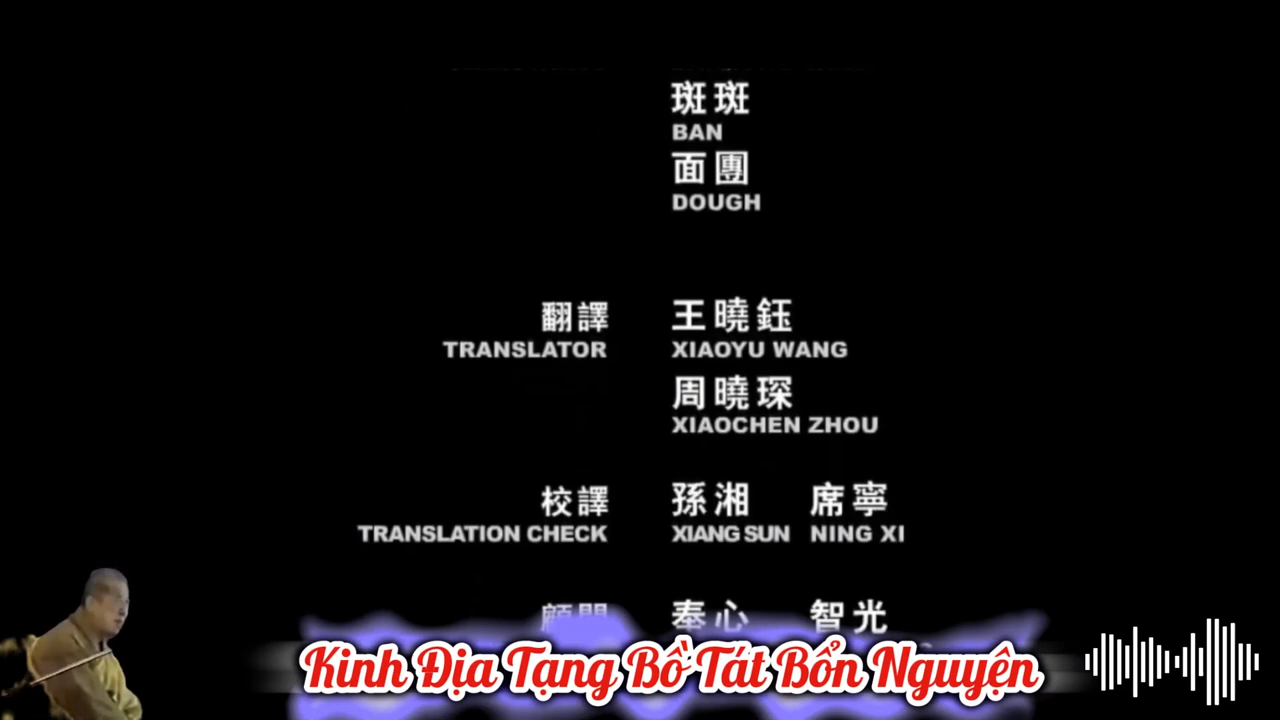 斑斑
BAN
面團
DOUGH
翻譯 王曉鈺
TRANSLATOR XIAOYU WANG
周曉琛
XIAOCHEN ZHOU
校譯 孫湘 席寧
TRANSLATION CHECK XIANG SUN NING XI
奉心 智光
Kinh Địa Tạng Bồ Tát Bổn Nguyện